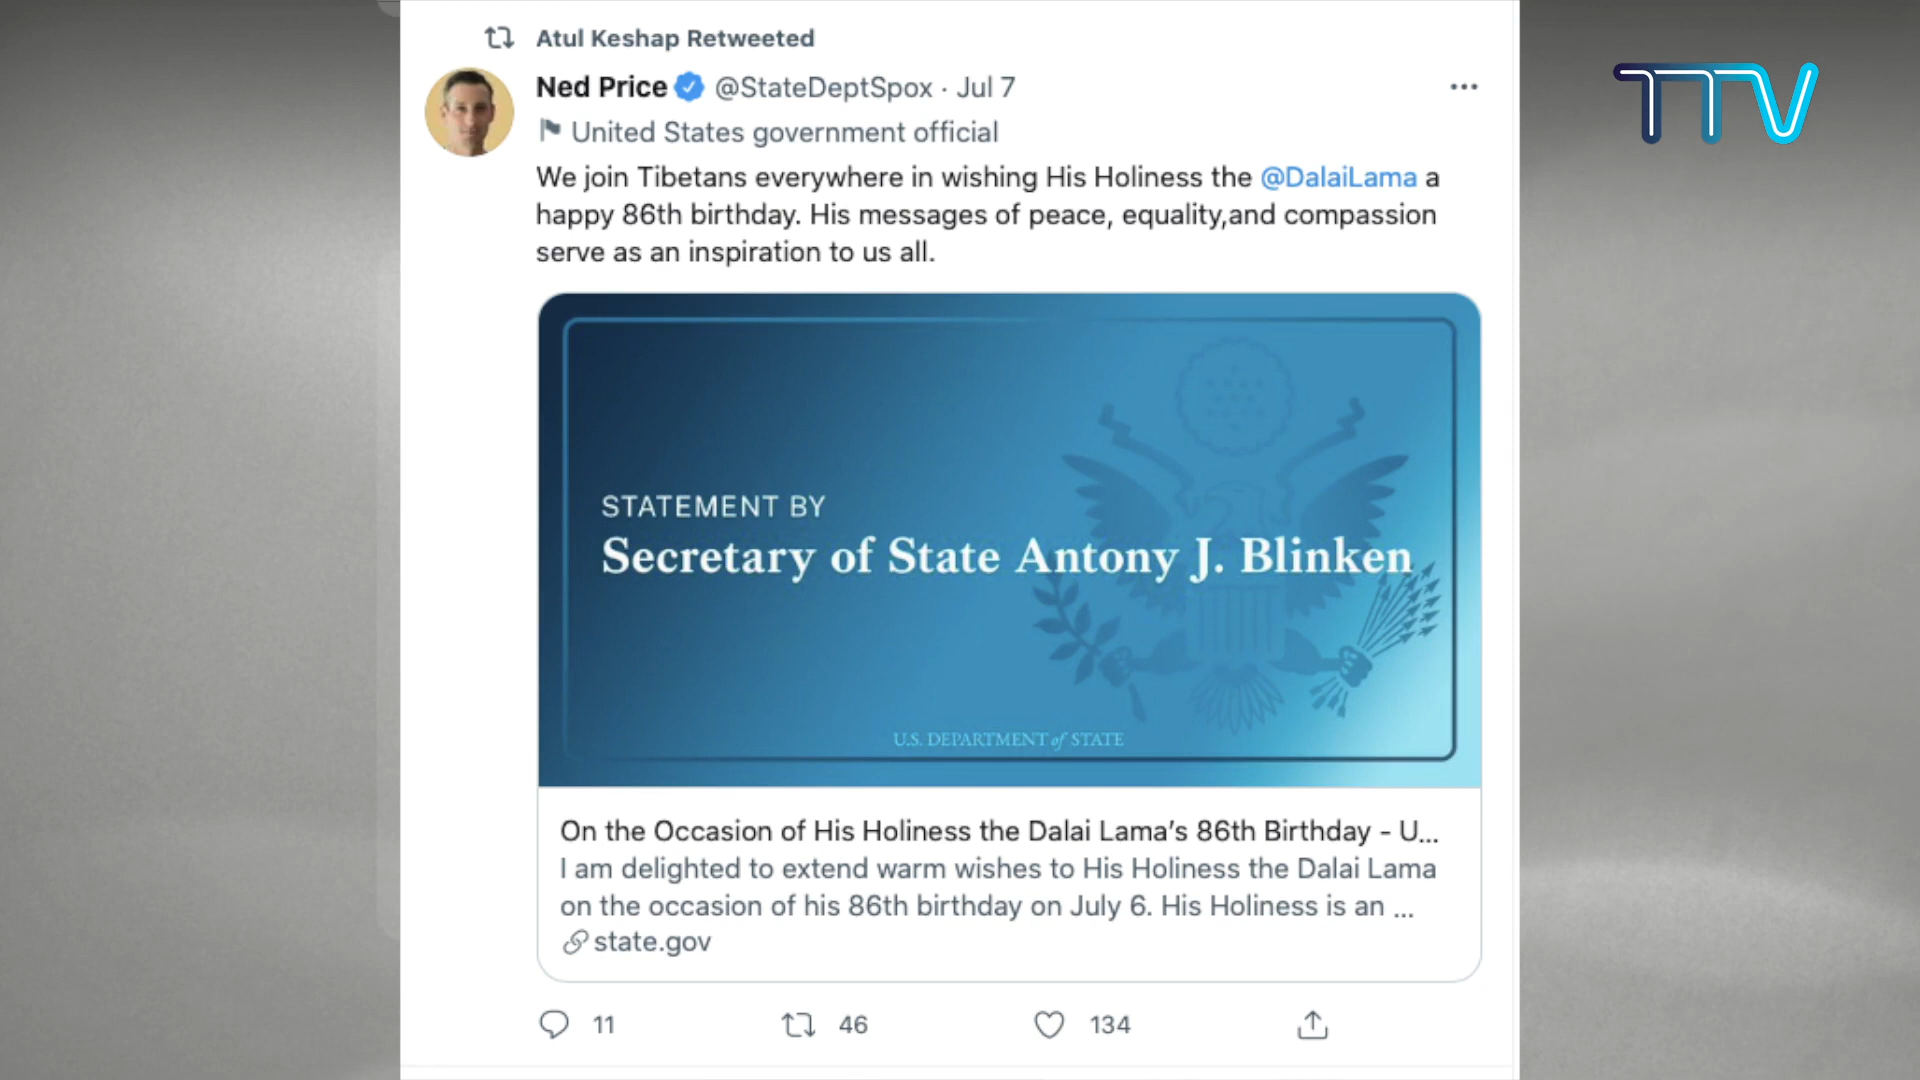 Atul Keshap Retweeted
Ned Price @StateDeptSpox · Jul 7
United States government official
We join Tibetans everywhere in wishing His Holiness the @DalaiLama a
happy 86th birthday. His messages of peace, equality,and compassion
serve as an inspiration to us all.
STATEMENT BY
Secretary of State Antony J. Blinken
U.S. DEPARTMENT of STATE
On the Occasion of His Holiness the Dalai Lama's 86th Birthday - U...
I am delighted to extend warm wishes to His Holiness the Dalai Lama
on the occasion of his 86th birthday on July 6. His Holiness is an ...
state.gov
11 46 134
TTV